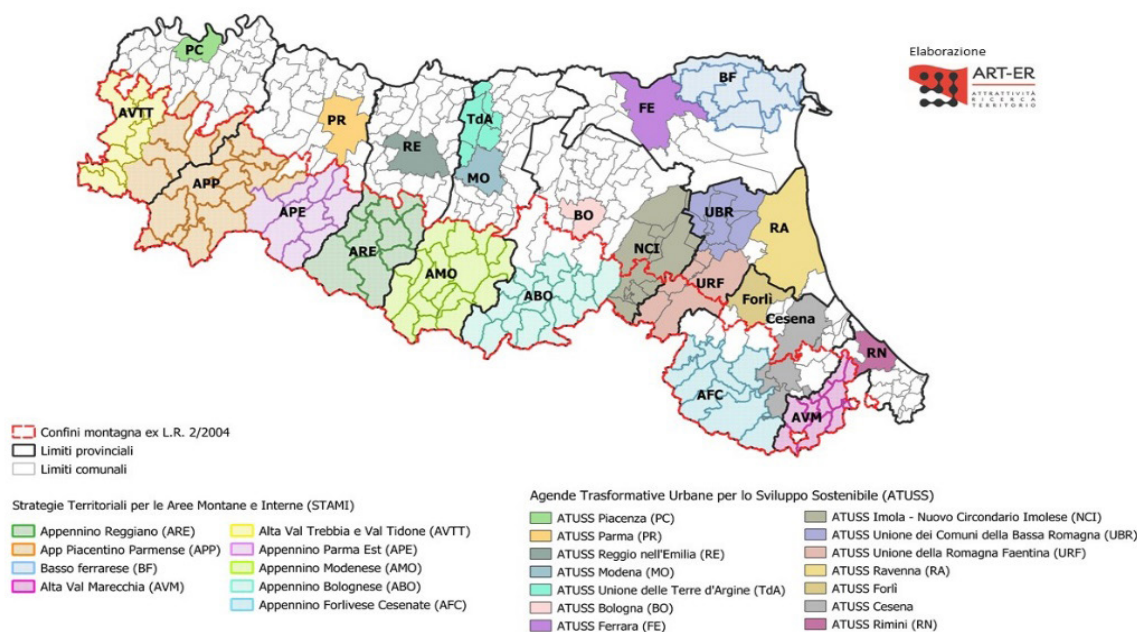 Elaborazione
ART-ER
ATTRATTIVITÀ
RICERCA
TERRITORIO
PC
BF
AVTT
FE
PR
TdA
RE
MO
APP
APE
BO
UBR
RA
ARE
NCI
AMO
URF
ABO
Forlì
Cesena
RN
AFC
AVM
Confini montagna ex L.R. 2/2004
Limiti provinciali
Limiti comunali
Strategie Territoriali per le Aree Montane e Interne (STAMI)
Appennino Reggiano (ARE)
App Piacentino Parmense (APP)
Basso ferrarese (BF)
Alta Val Marecchia (AVM)
Alta Val Trebbia e Val Tidone (AVTT)
Appennino Parma Est (APE)
Appennino Modenese (AMO)
Appennino Bolognese (ABO)
Appennino Forlivese Cesenate (AFC)
Agende Trasformative Urbane per lo Sviluppo Sostenibile (ATUSS)
ATUSS Piacenza (PC)
ATUSS Parma (PR)
ATUSS Reggio nell'Emilia (RE)
ATUSS Modena (MO)
ATUSS Unione delle Terre d'Argine (TdA)
ATUSS Bologna (BO)
ATUSS Ferrara (FE)
ATUSS Imola - Nuovo Circondario Imolese (NCI)
ATUSS Unione dei Comuni della Bassa Romagna (UBR)
ATUSS Unione della Romagna Faentina (URF)
ATUSS Ravenna (RA)
ATUSS Forlì
ATUSS Cesena
ATUSS Rimini (RN)